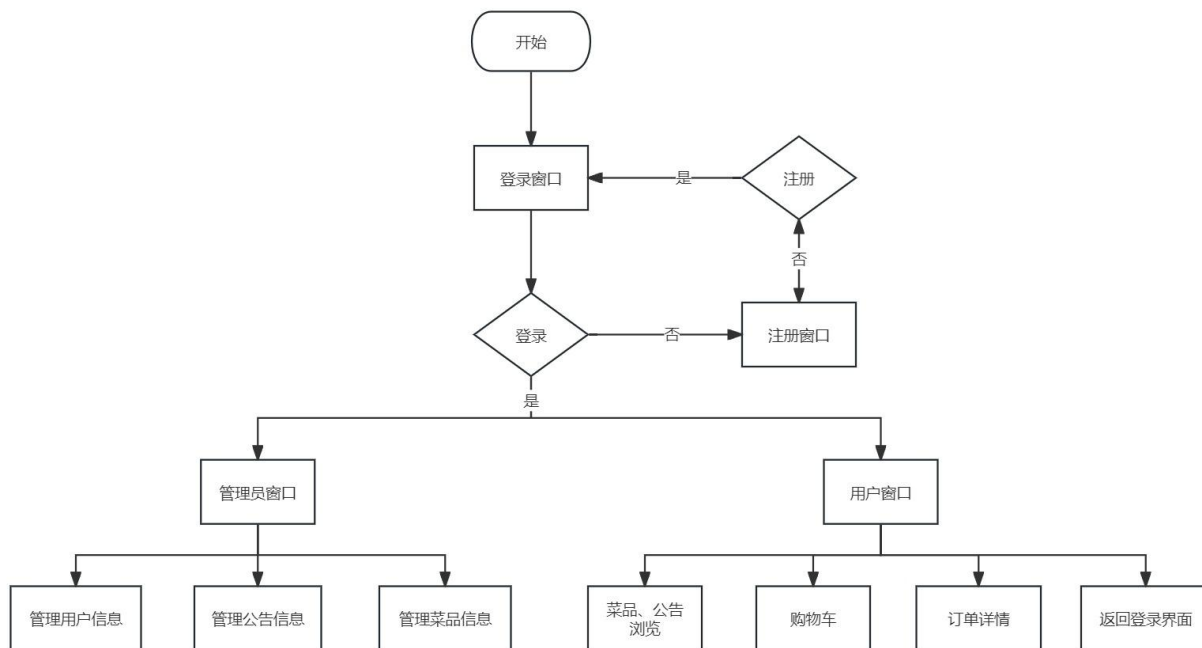 开始
登录窗口
是
注册
否
登录
否
注册窗口
是
管理员窗口
用户窗口
管理用户信息
管理公告信息
管理菜品信息
菜品、公告
浏览
购物车
订单详情
返回登录界面